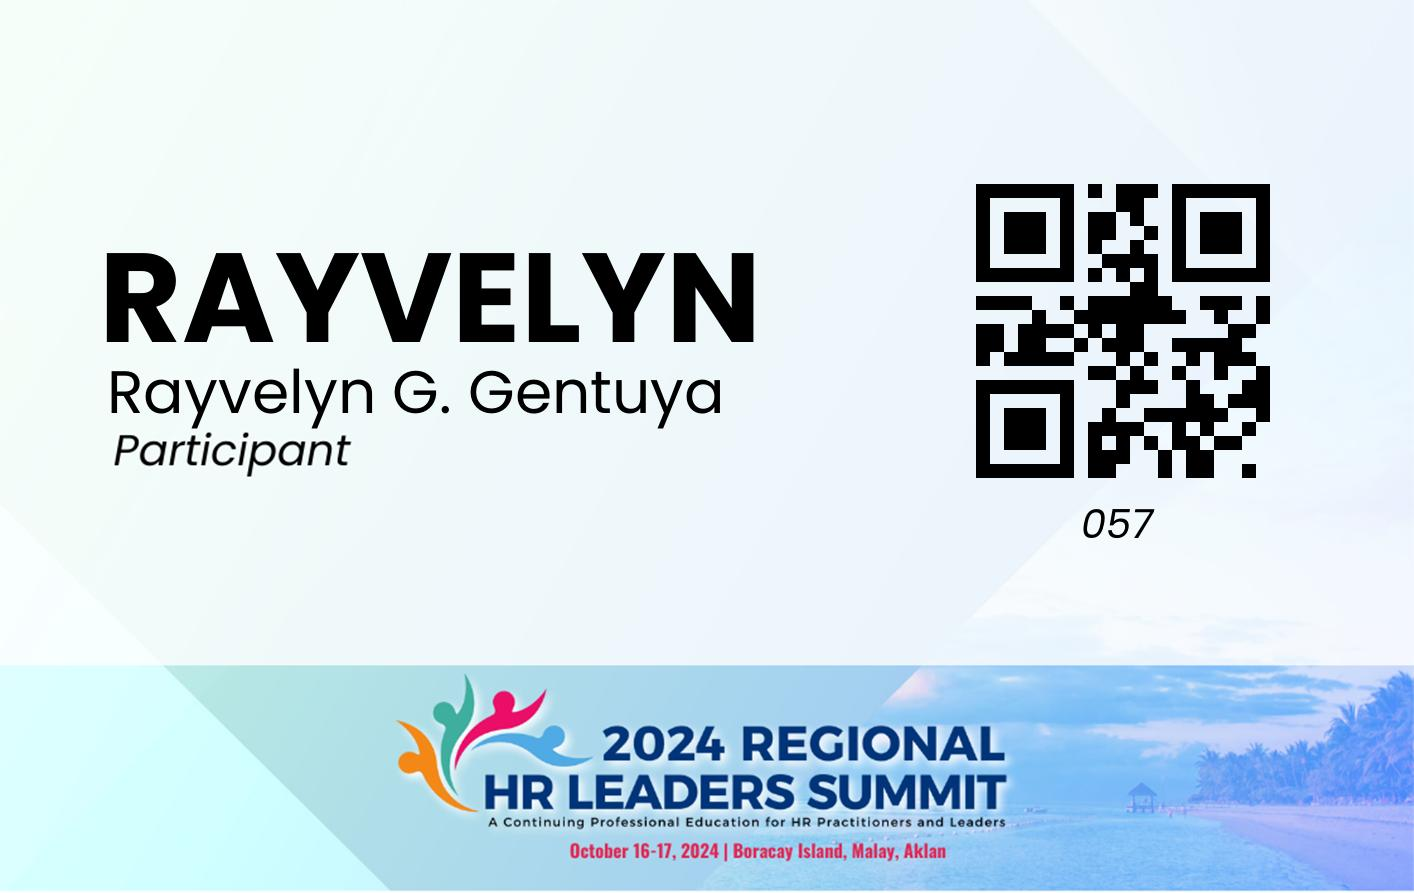 RAYVELYN
Rayvelyn G. Gentuya
Participant
057
2024 REGIONAL
HR LEADERS SUMMIT
A Continuing Professional Education for HR Practitioners and Leaders
October 16-17, 2024 | Boracay Island, Malay, Aklan